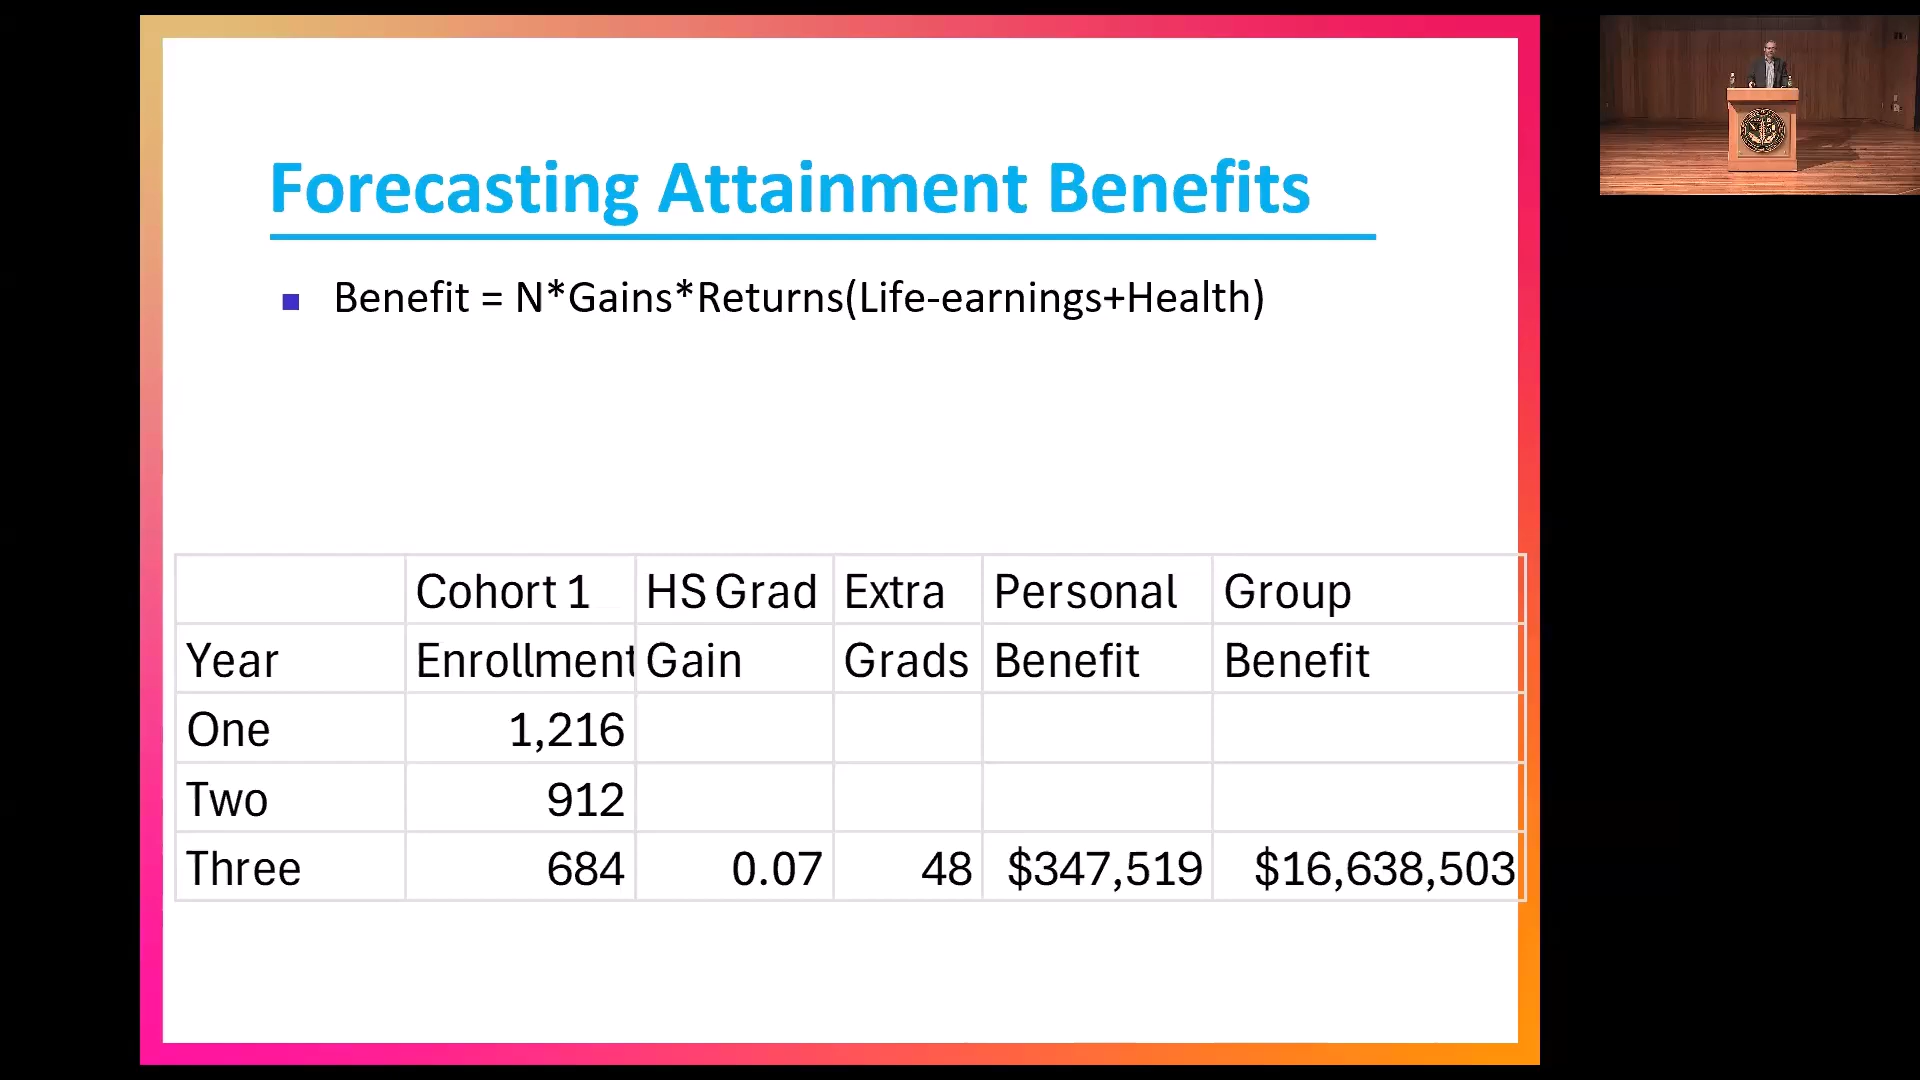 Forecasting Attainment Benefits
Benefit = N*Gains*Returns(Life-earnings+Health)
Cohort 1 HS Grad Extra Personal Group
Year Enrollment Gain Grads Benefit Benefit
One 1,216
Two 912
Three 684 0.07 48 $347,519 $16,638,503